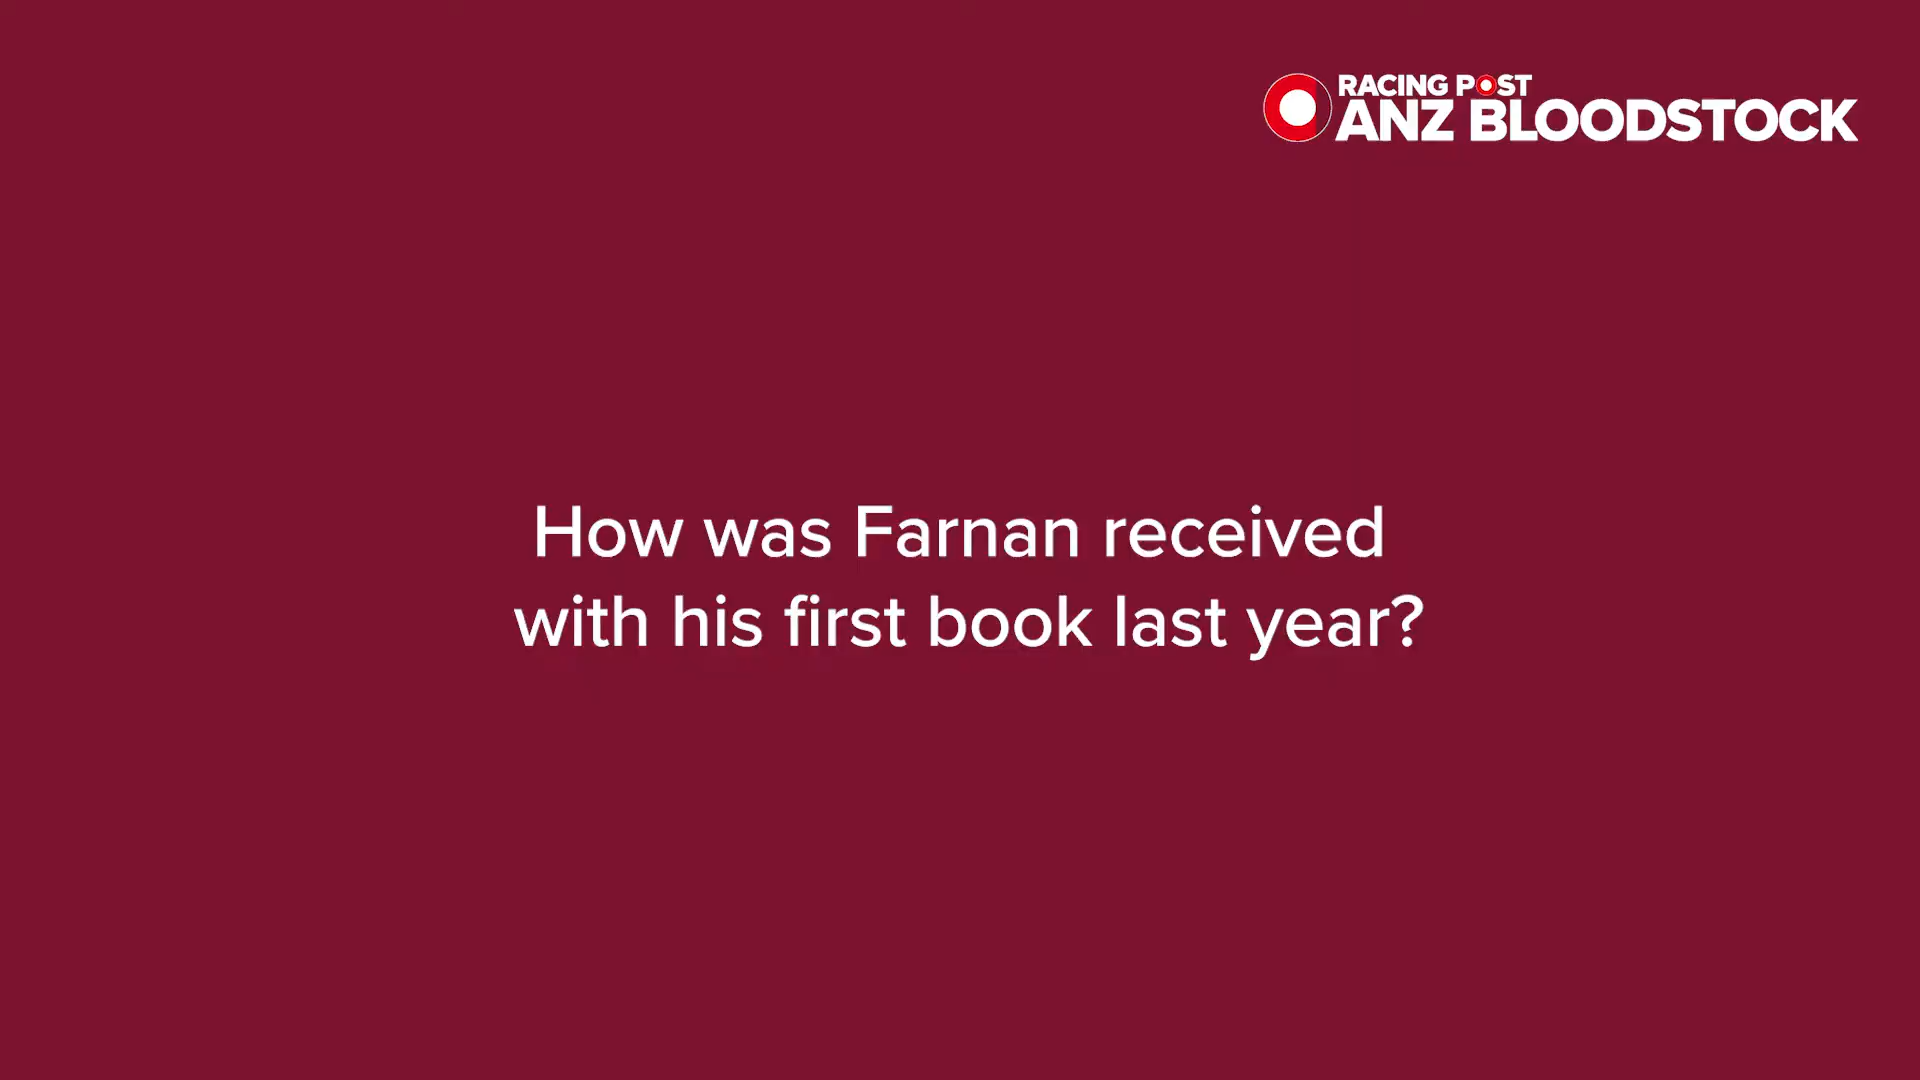 RACING POST
ANZ BLOODSTOCK
How was Farnan received
with his first book last year?